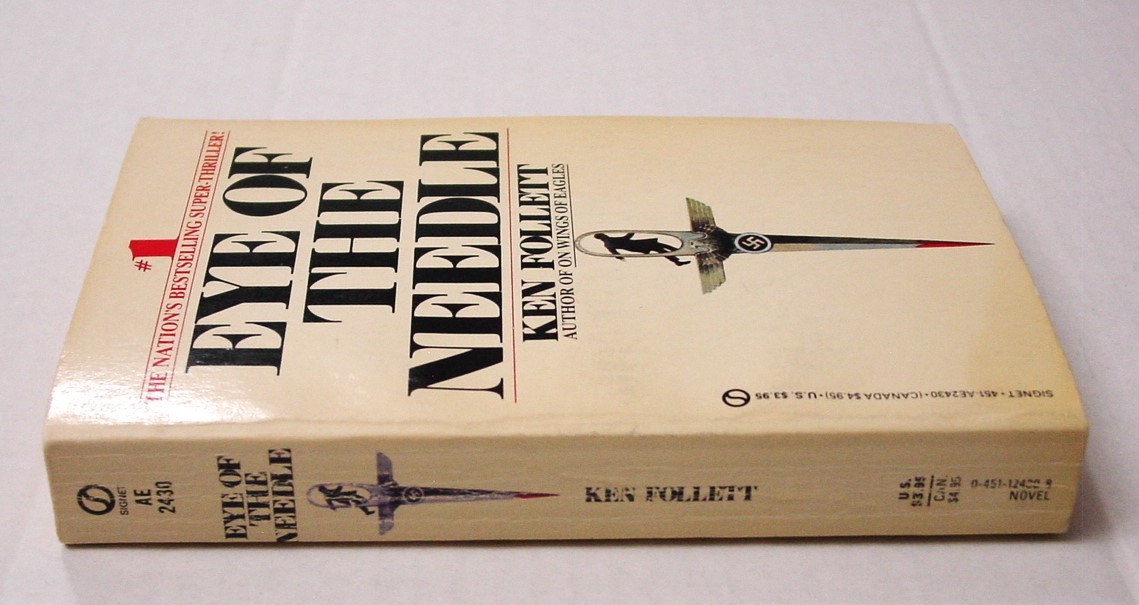 #1
THE NATION'S BESTSELLING SUPER-THRILLER!
EYE OF
THE
NEEDLE
KEN FOLLETT
AUTHOR OF ON WINGS OF EAGLES
SIGNET • 451-AE2430 • (CANADA $4.95) • U.S. $3.95
SIGNET
AE
2430
EYE OF
THE
NEEDLE
KEN FOLLETT
U.S.
$3.95
CAN.
$4.95
NOVEL